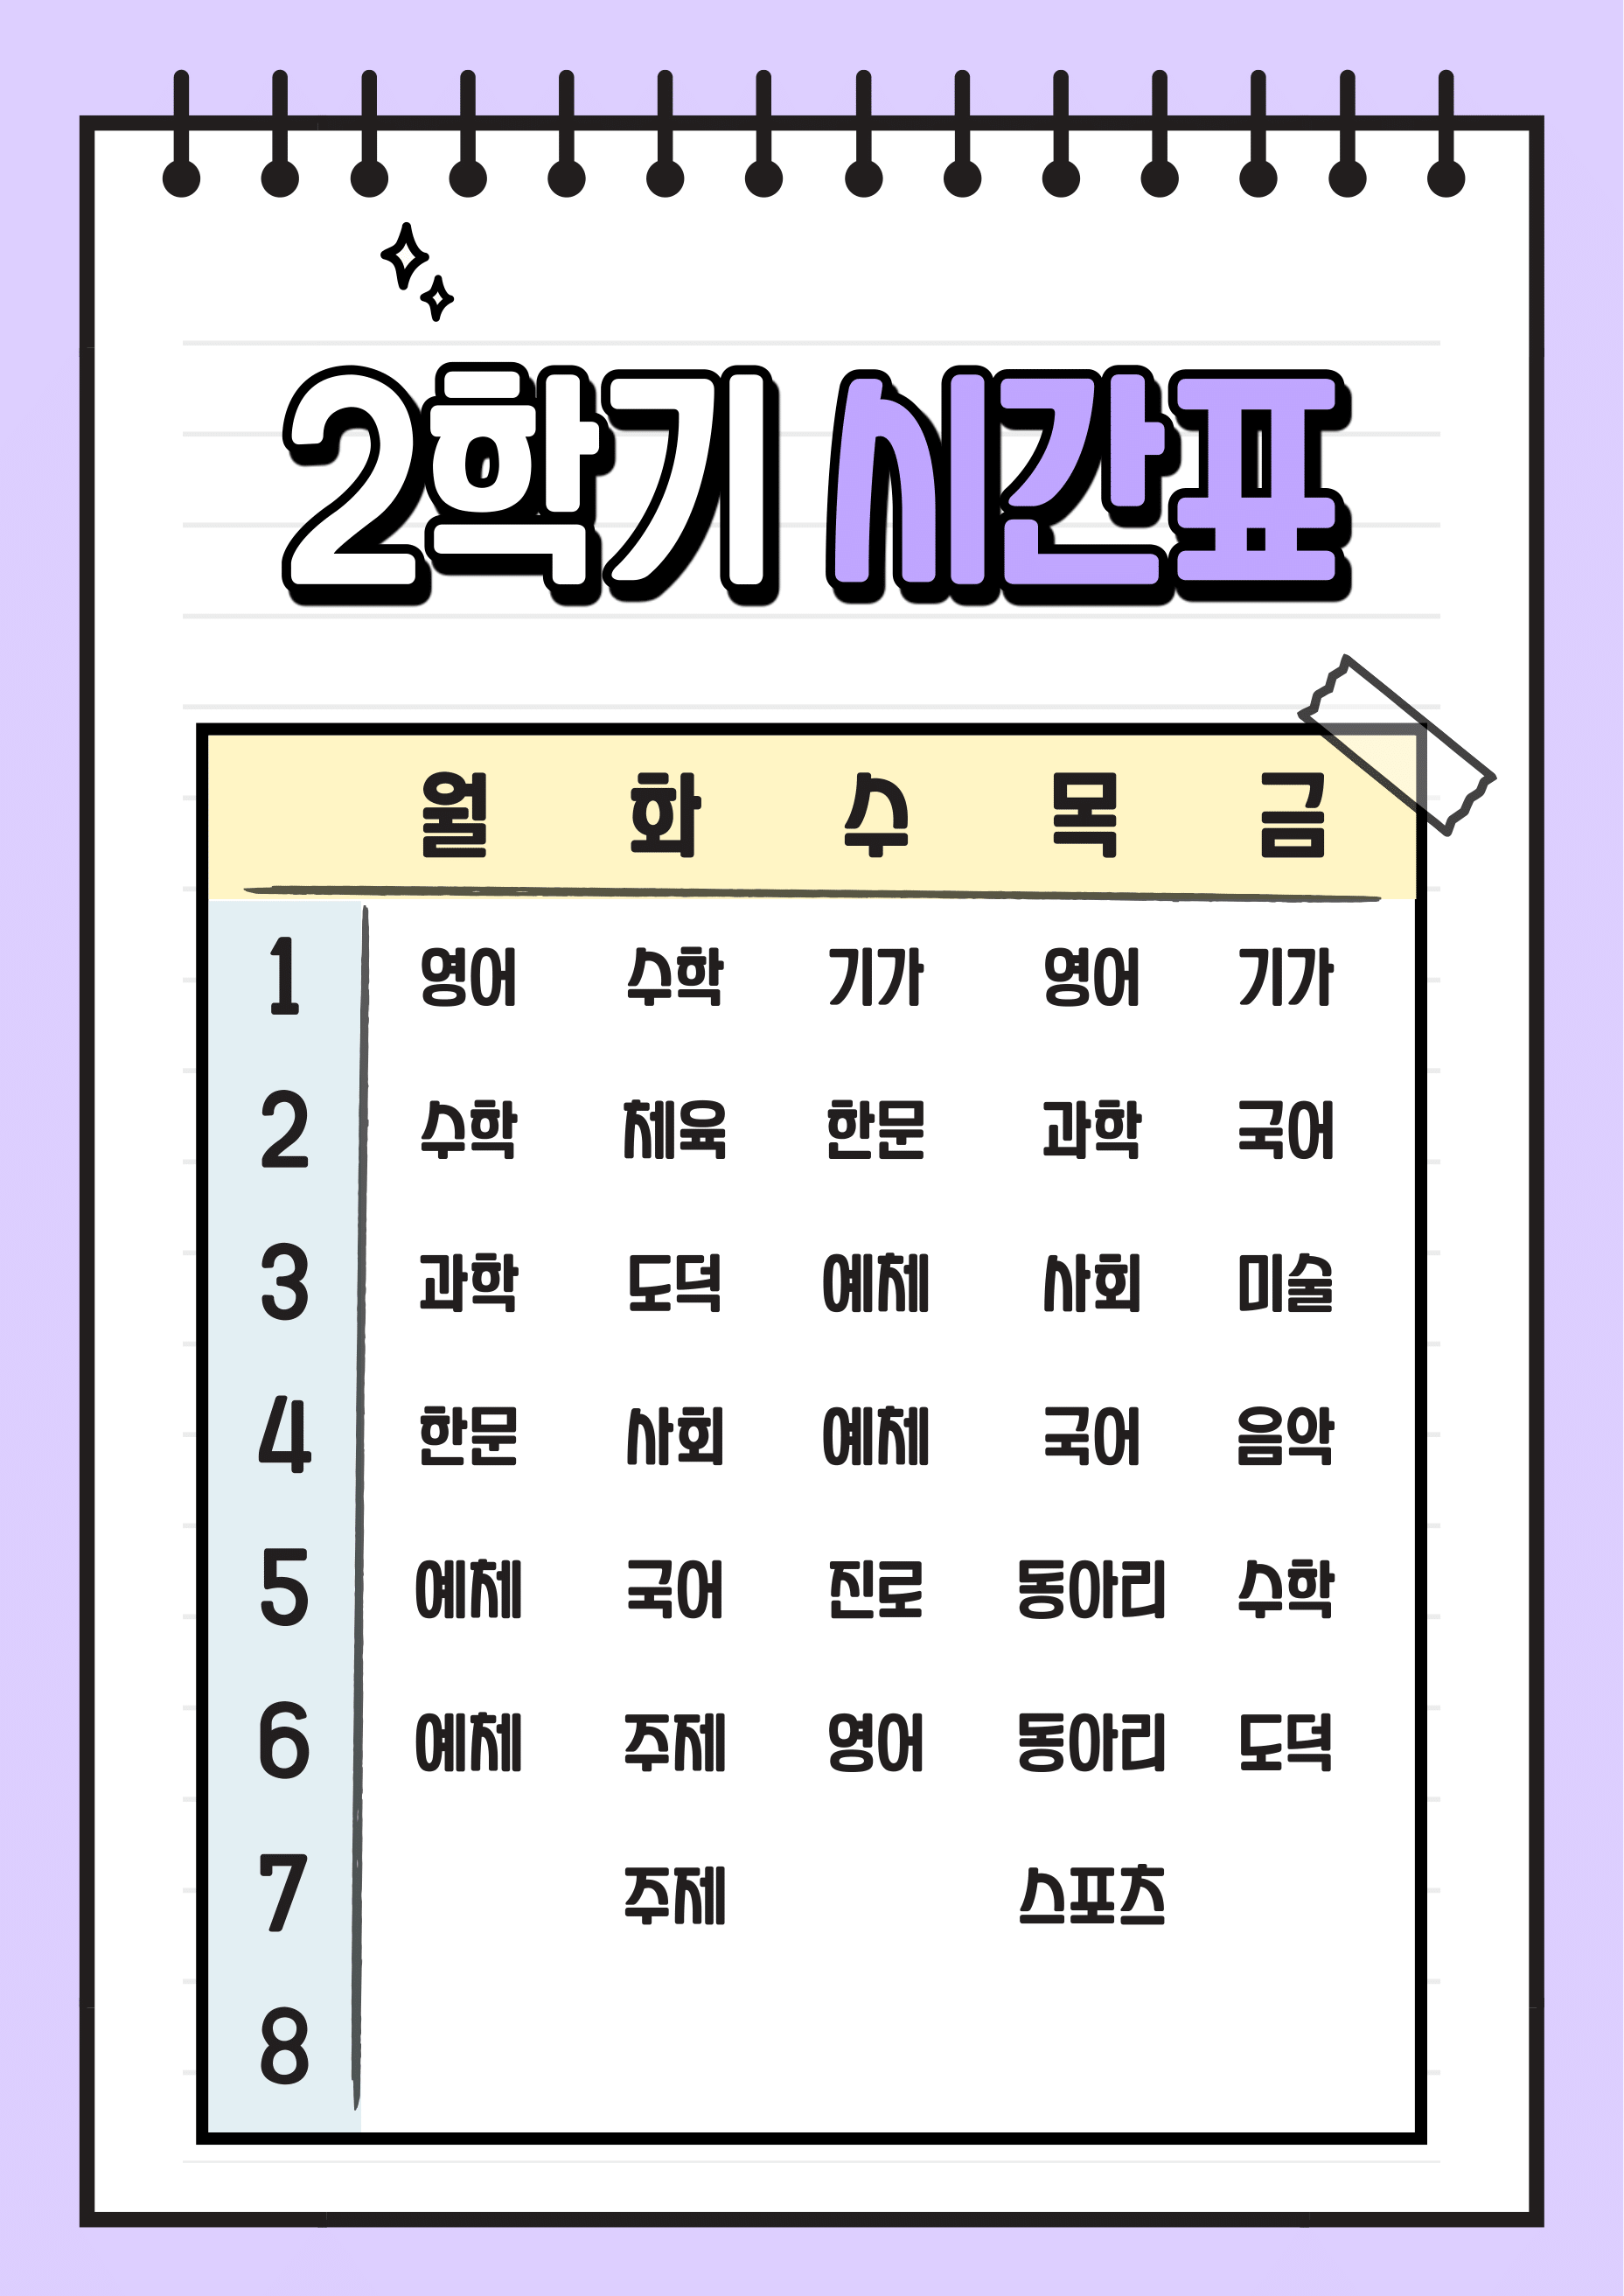 2학기 시간표
월 화 수 목 금
1 영어 수학 기가 영어 기가
2 수학 체육 한문 과학 국어
3 과학 도덕 예체 사회 미술
4 한문 사회 예체 국어 음악
5 예체 국어 진로 동아리 수학
6 예체 주제 영어 동아리 도덕
7 주제 스포츠
8